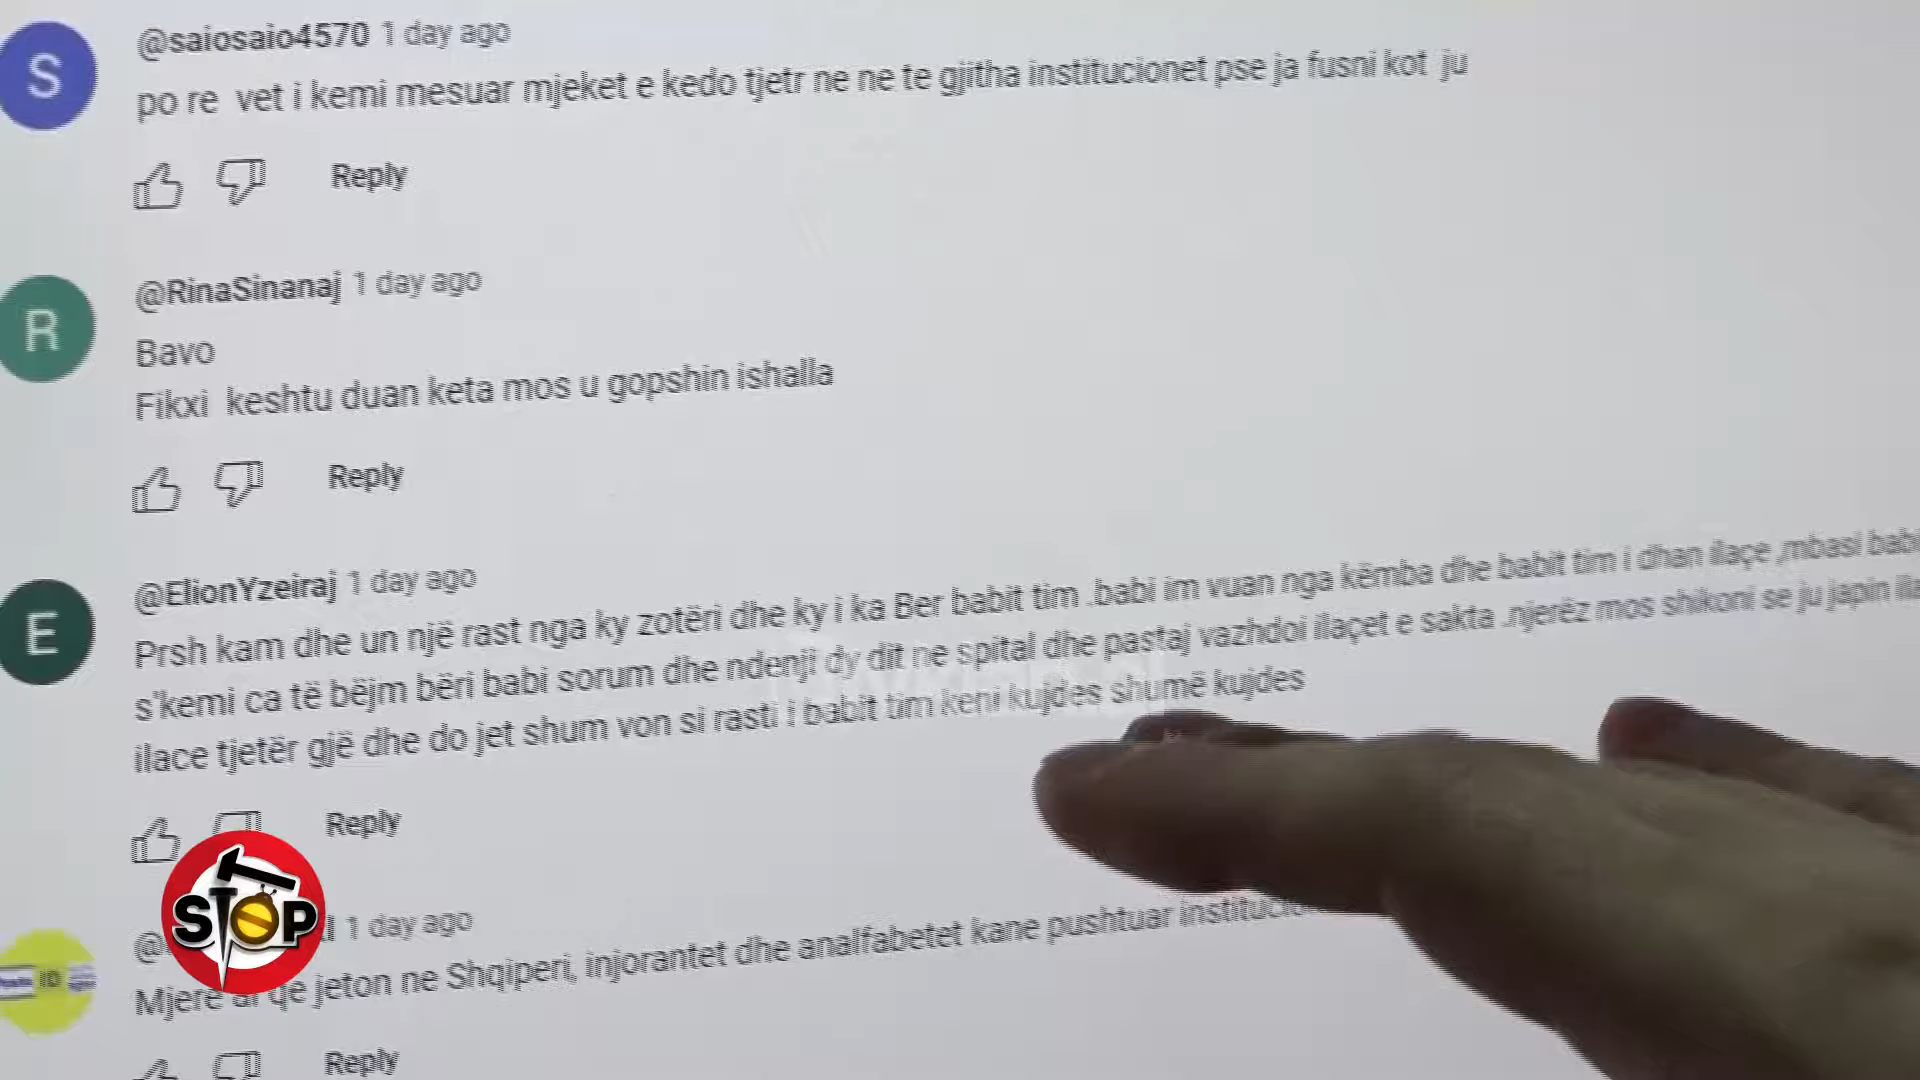 S
@saiosaio4570 1 day ago
po re vet i kemi mesuar mjeket e kedo tjetr ne ne te gjitha institucionet pse ja fusni kot ju
Reply
R
@RinaSinanaj 1 day ago
Bavo
Fikxi keshtu duan keta mos u gopshin ishalla
Reply
E
@ElionYzeiraj 1 day ago
Prsh kam dhe un një rast nga ky zotëri dhe ky i ka Ber babit tim .babi im vuan nga këmba dhe babit tim i dhan ilaçe ,mbasi babi
s'kemi ca të bëjm bëri babi sorum dhe ndenji dy dit ne spital dhe pastaj vazhdoi ilaçet e sakta .njerëz mos shikoni se ju japin
ilace tjetër gjë dhe do jet shum von si rasti i babit tim keni kujdes shumë kujdes
Reply
1 day ago
Mjerë ai qe jeton ne Shqiperi, injorantet dhe analfabetet kane pushtuar
Reply
STOP